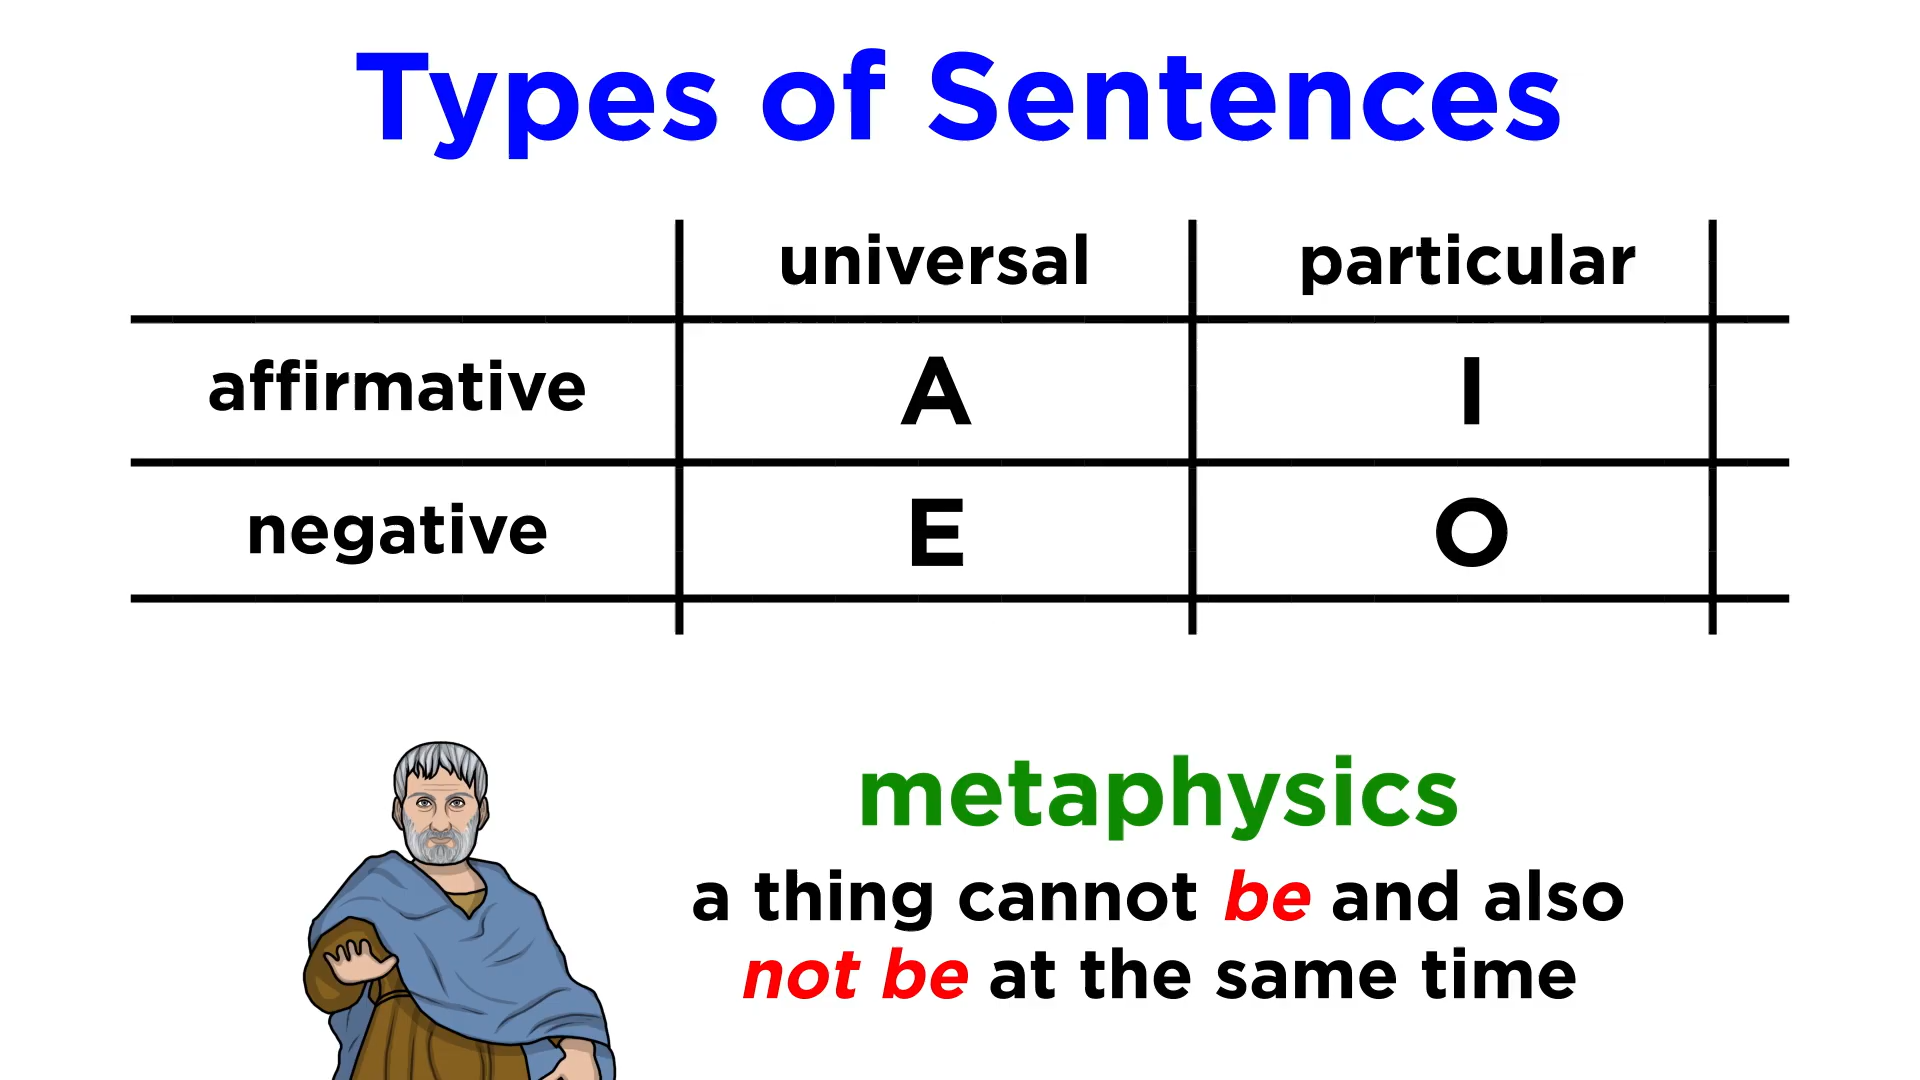 Types of Sentences
universal particular
affirmative A I
negative E O
metaphysics
a thing cannot be and also
not be at the same time